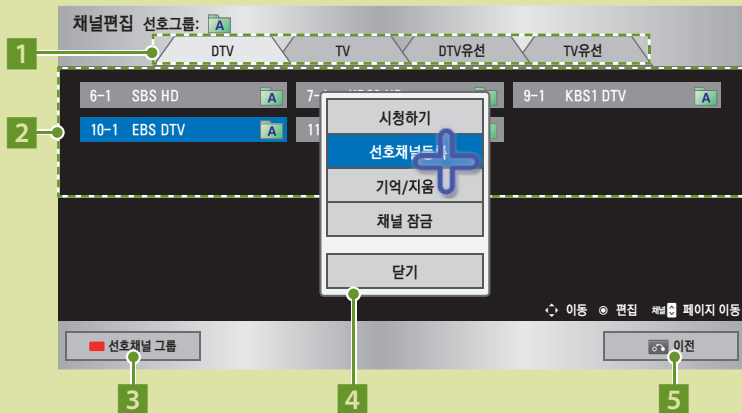 채널편집 선호그룹: A
DTV TV DTV유선 TV유선
1
2
6-1 SBS HD A
9-1 KBS1 DTV A
10-1 EBS DTV A
11
시청하기
선호채널등록
기억/지움
채널 잠금
닫기
이동 편집 채널 페이지 이동
선호채널 그룹
이전
3
4
5